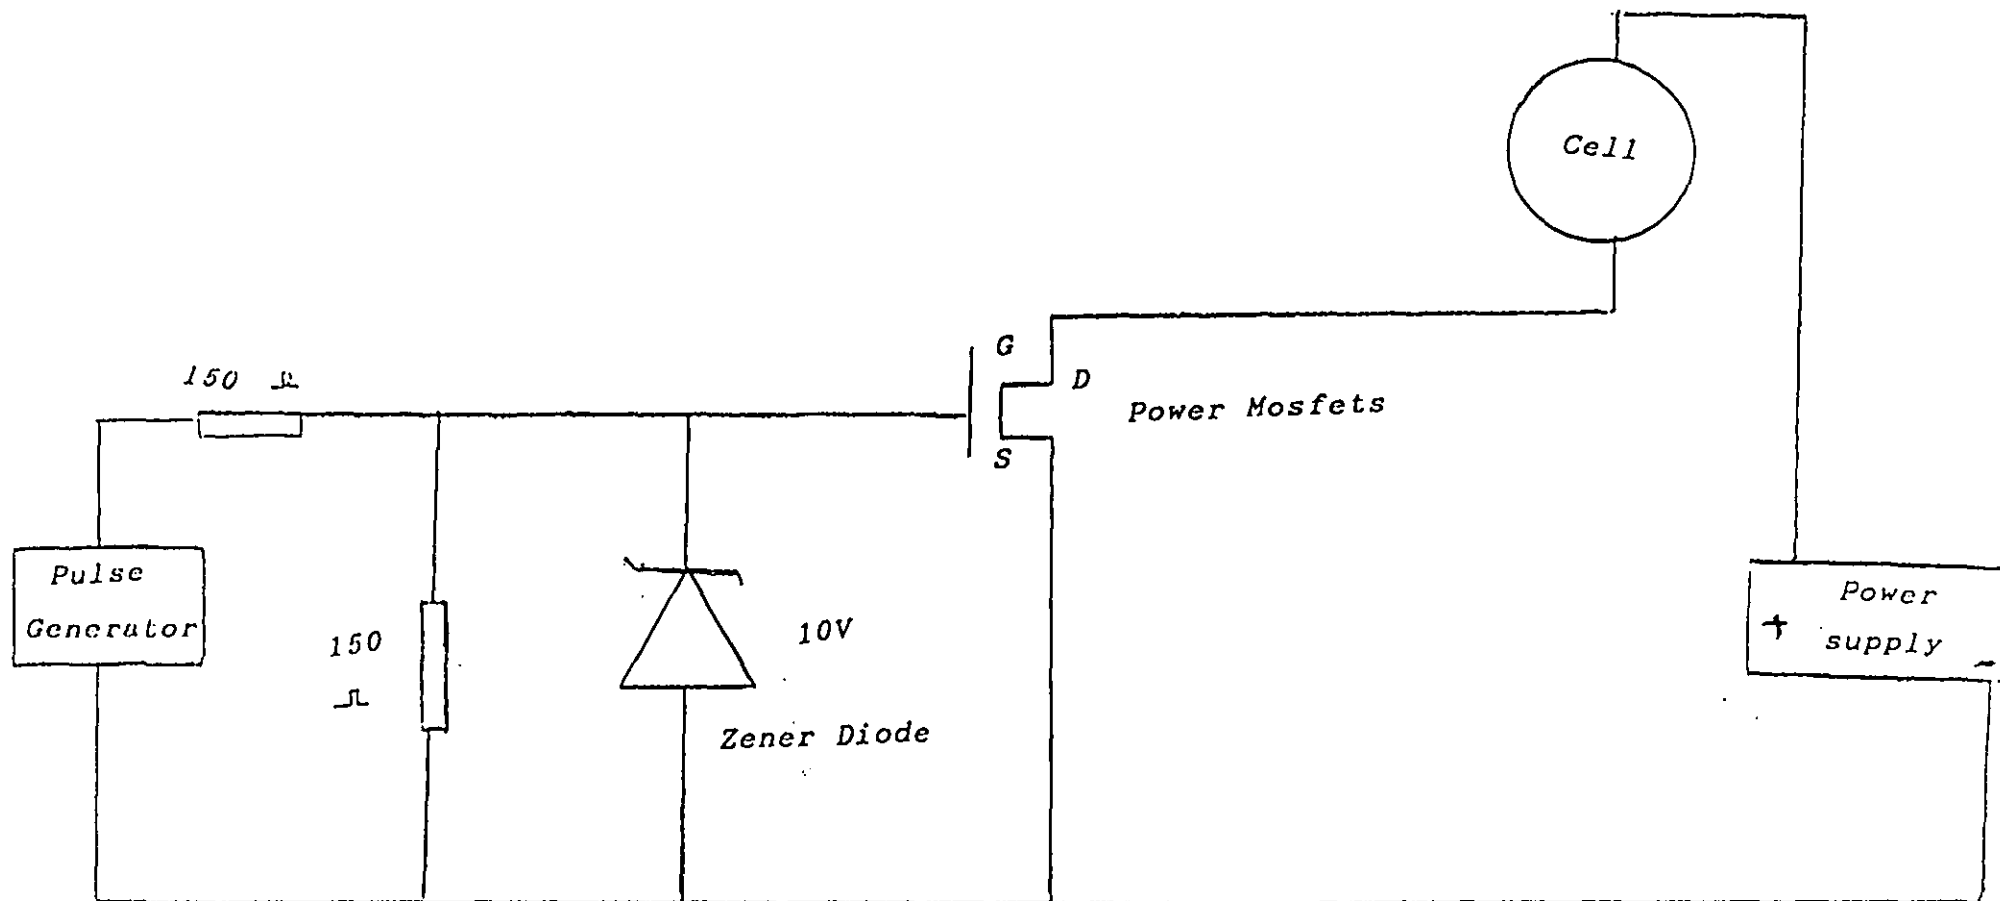 Cell
G
150 Ω
D
Power Mosfets
S
Pulse
Generator
150
Ω
10V
Zener Diode
Power
+
supply
-